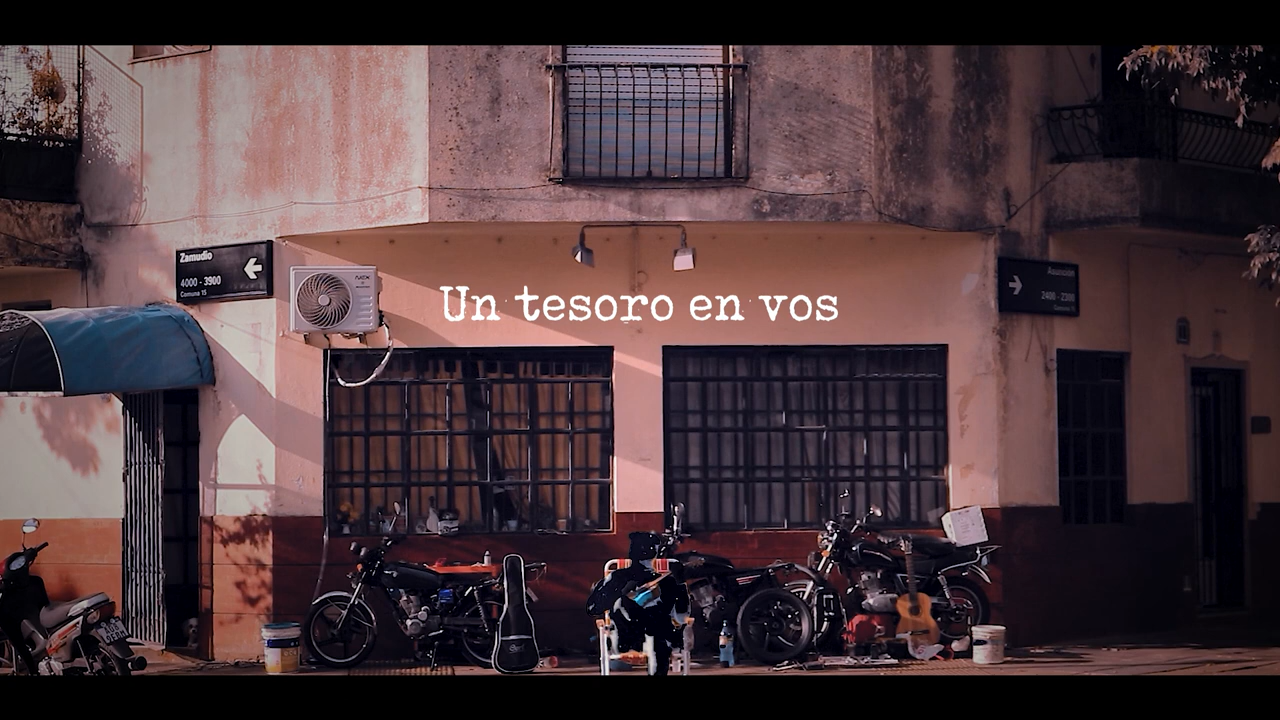 Zamudio
4000 - 3900
Comuna 15
Un tesoro en vos
Asunción
2400 - 2300